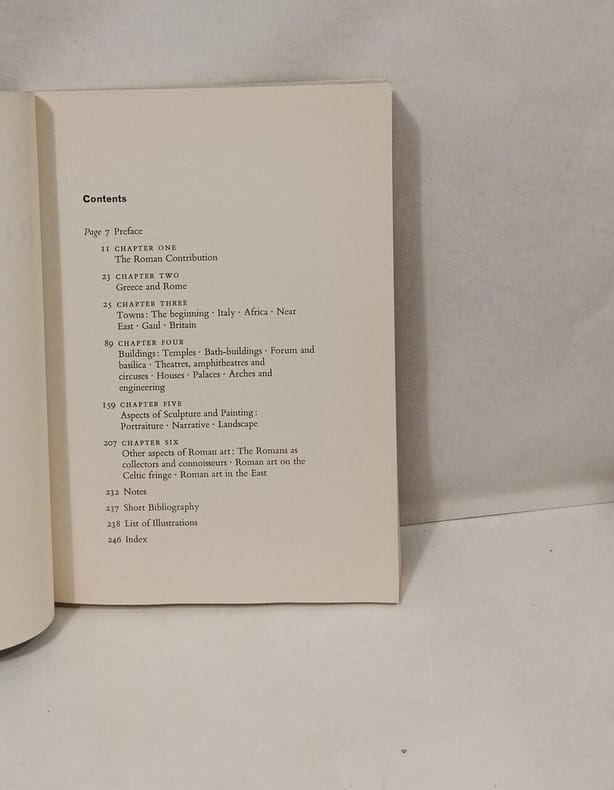 Contents
Page 7 Preface
11 CHAPTER ONE
The Roman Contribution
23 CHAPTER TWO
Greece and Rome
25 CHAPTER THREE
Towns: The beginning · Italy · Africa · Near
East · Gaul · Britain
89 CHAPTER FOUR
Buildings: Temples · Bath-buildings · Forum and
basilica · Theatres, amphitheatres and
circuses · Houses · Palaces · Arches and
engineering
159 CHAPTER FIVE
Aspects of Sculpture and Painting:
Portraiture · Narrative · Landscape
207 CHAPTER SIX
Other aspects of Roman art: The Romans as
collectors and connoisseurs · Roman art on the
Celtic fringe · Roman art in the East
232 Notes
237 Short Bibliography
238 List of Illustrations
246 Index